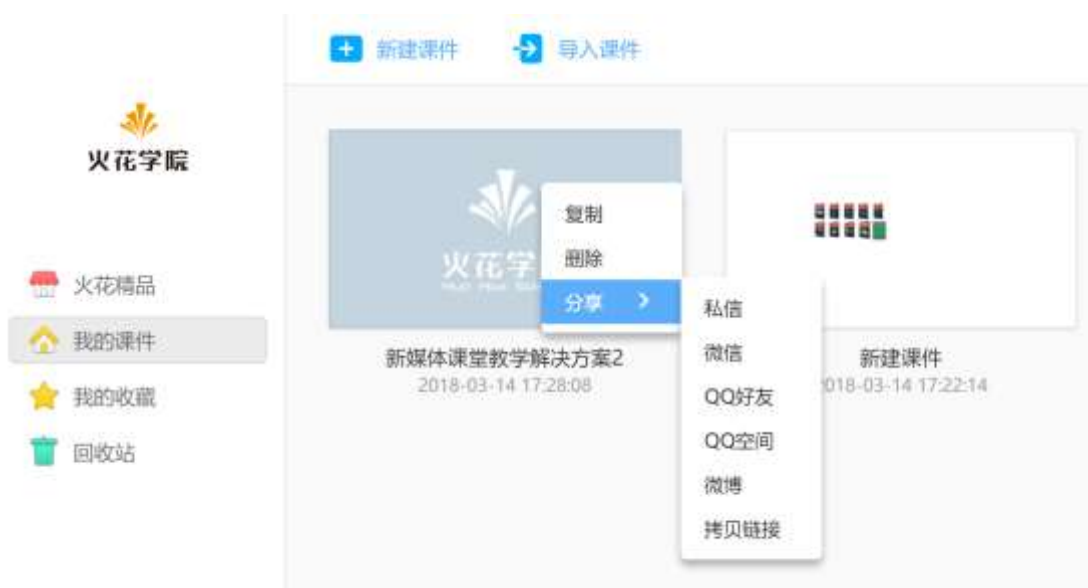 新建课件
导入课件
火花学院
火花精品
我的课件
我的收藏
回收站
火花学
复制
删除
分享
私信
微信
QQ好友
QQ空间
微博
拷贝链接
新媒体课堂教学解决方案2
2018-03-14 17:28:08
新建课件
018-03-14 17:22:14